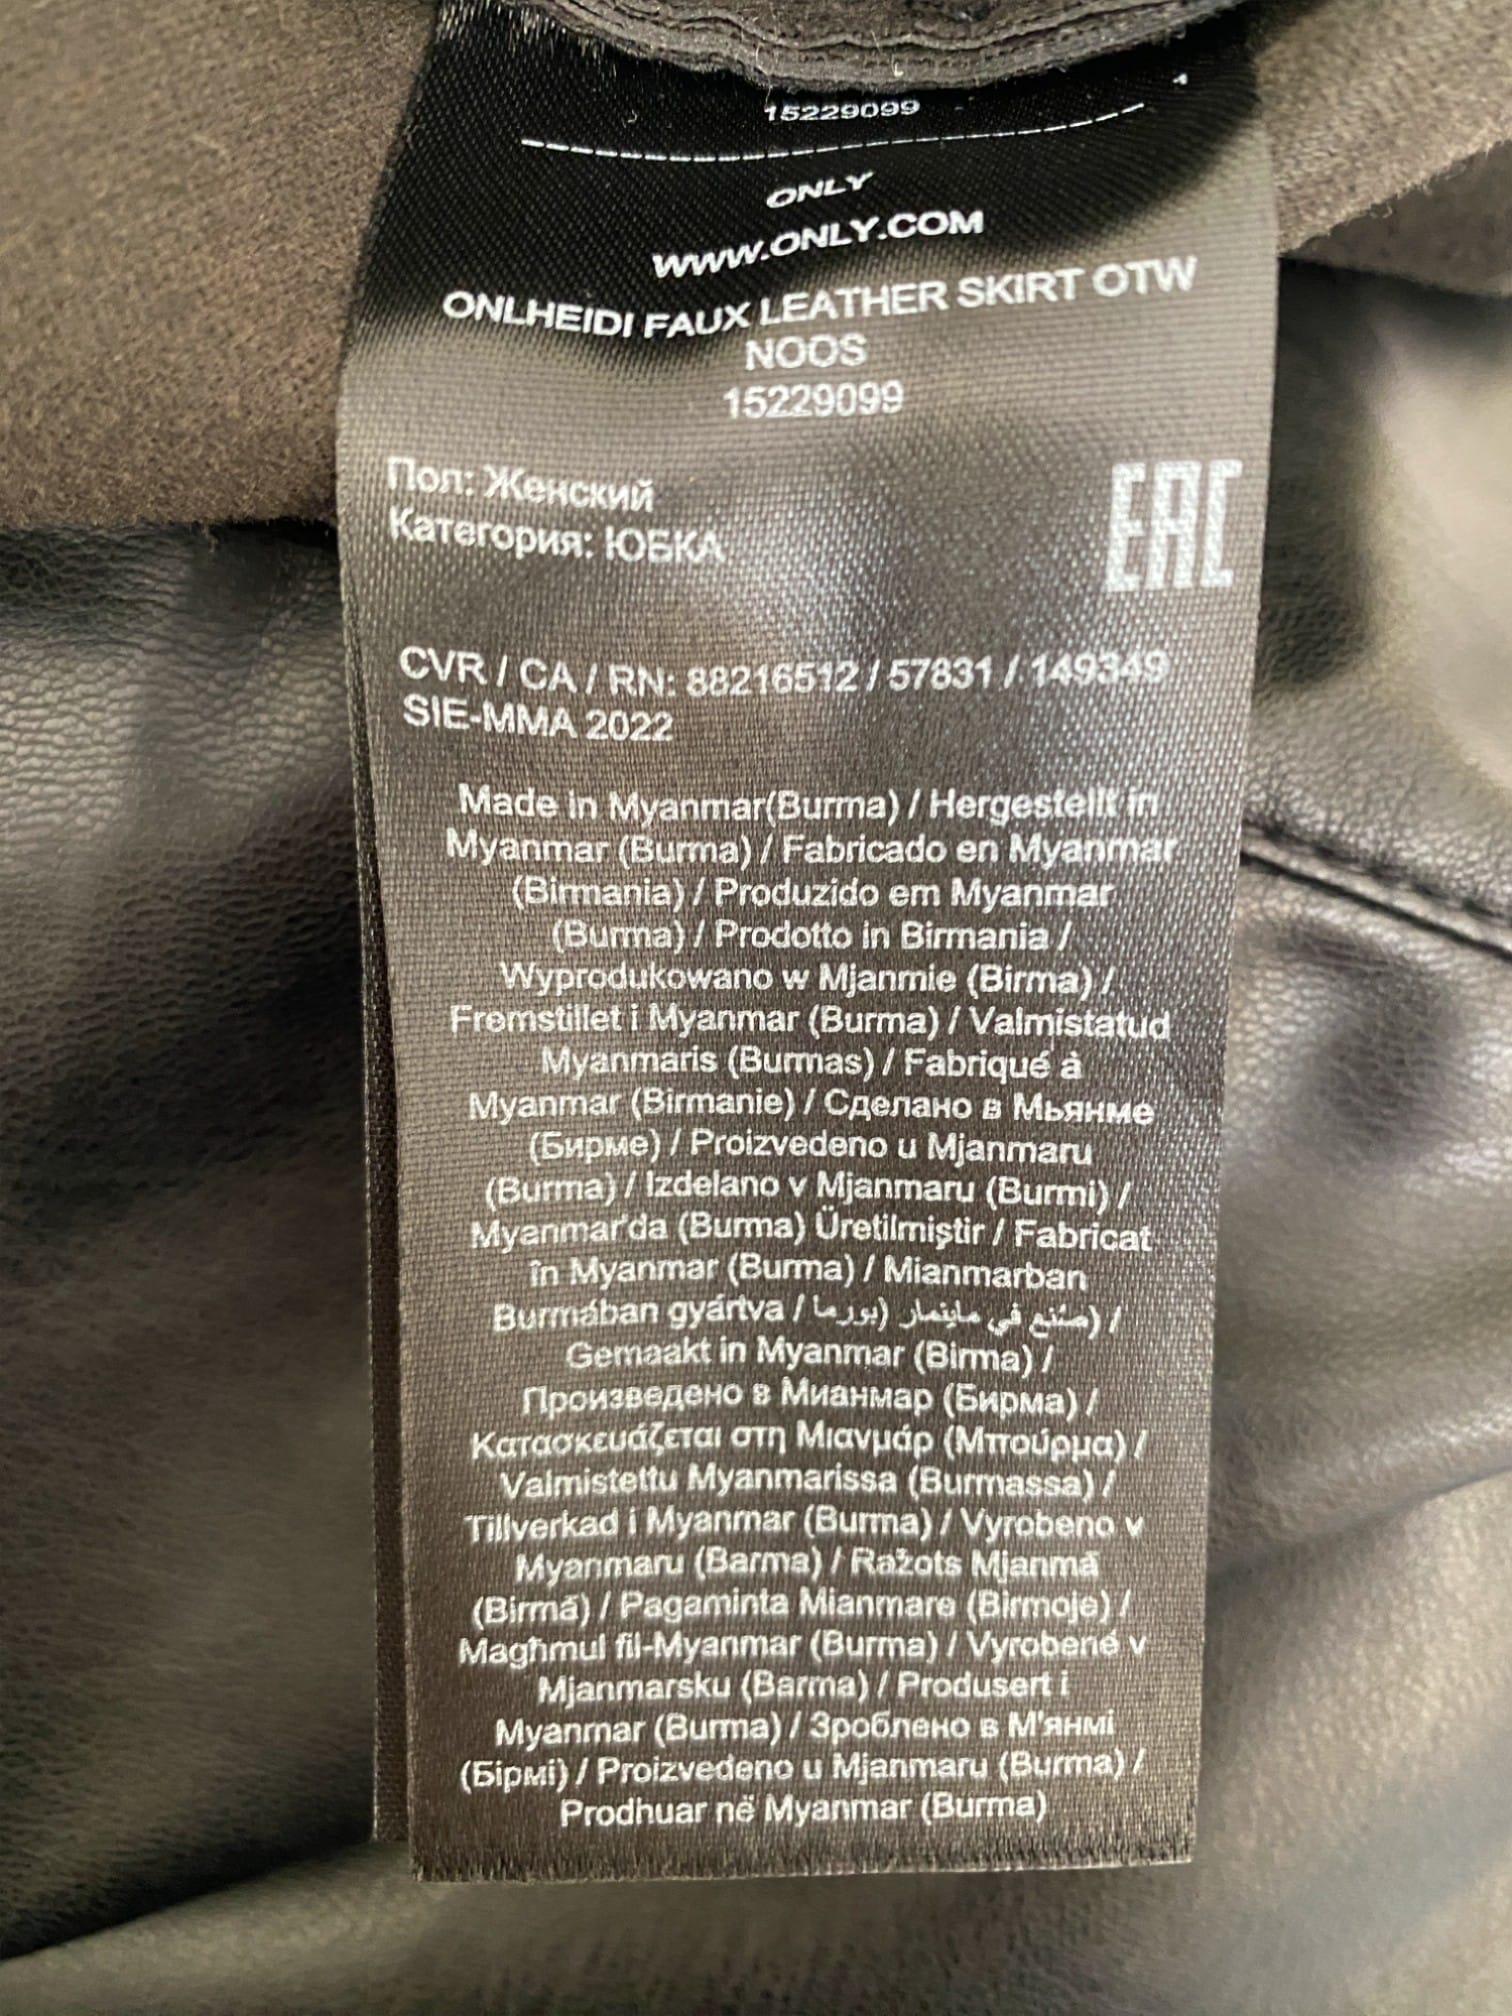 15229099
ONLY
WWW.ONLY.COM
ONLHEIDI FAUX LEATHER SKIRT OTW
NOOS
15229099
Пол: Женский
Категория: ЮБКА
EAC
CVR / CA / RN: 88216512 / 57831 / 149349
SIE-MMA 2022
Made in Myanmar(Burma) / Hergestellt in
Myanmar (Burma) / Fabricado en Myanmar
(Birmania) / Produzido em Myanmar
(Burma) / Prodotto in Birmania /
Wyprodukowano w Mjanmie (Birma) /
Fremstillet i Myanmar (Burma) / Valmistatud
Myanmaris (Burmas) / Fabriqué à
Myanmar (Birmanie) / Сделано в Мьянме
(Бирме) / Proizvedeno u Mjanmaru
(Burma) / Izdelano v Mjanmaru (Burmi) /
Myanmar'da (Burma) Üretilmiştir / Fabricat
în Myanmar (Burma) / Mianmarban
Burmában gyártva / صُنع في ماينمار (بورما) /
Gemaakt in Myanmar (Birma) /
Произведено в Мианмар (Бирма) /
Κατασκευάζεται στη Μιανμάρ (Μπούρμα) /
Valmistettu Myanmarissa (Burmassa) /
Tillverkad i Myanmar (Burma) / Vyrobeno v
Myanmaru (Barma) / Ražots Mjanmā
(Birmā) / Pagaminta Mianmare (Birmoje) /
Magħmul fil-Myanmar (Burma) / Vyrobené v
Mjanmarsku (Barma) / Produsert i
Myanmar (Burma) / Зроблено в М'янмі
(Бірмі) / Proizvedeno u Mjanmaru (Burma) /
Prodhuar në Myanmar (Burma)